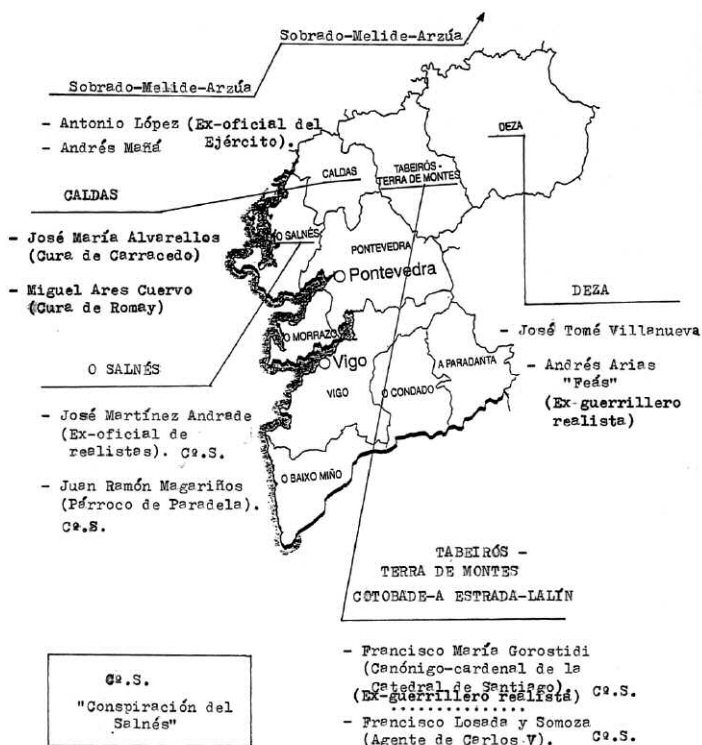 Sobrado-Melide-Arzúa
Sobrado-Melide-Arzúa
- Antonio López (Ex-oficial del
Ejército).
- Andrés Mañá
CALDAS
- José María Alvarellos
(Cura de Carracedo)
- Miguel Ares Cuervo
(Cura de Romay)
O SALNÉS
- José Martínez Andrade
(Ex-oficial de
realistas). Cª.S.
- Juan Ramón Magariños
(Párroco de Paradela).
Cª.S.
DEZA
CALDAS
TABEIRÓS -
TERRA DE MONTES
O SALNÉS
PONTEVEDRA
Pontevedra
O MORRAZO
Vigo
VIGO
O CONDADO
A PARADANTA
O BAIXO MIÑO
DEZA
- José Tomé Villanueva
- Andrés Arias
"Feás"
(Ex-guerrillero
realista)
TABEIRÓS -
TERRA DE MONTES
COTOBADE-A ESTRADA-LALÍN
- Francisco María Gorostidi
(Canónigo-cardenal de la
Catedral de Santiago). Cª.S.
(Ex-guerrillero realista)
- Francisco Losada y Somoza
(Agente de Carlos V). Cª.S.
Cª.S.
"Conspiración del
Salnés"